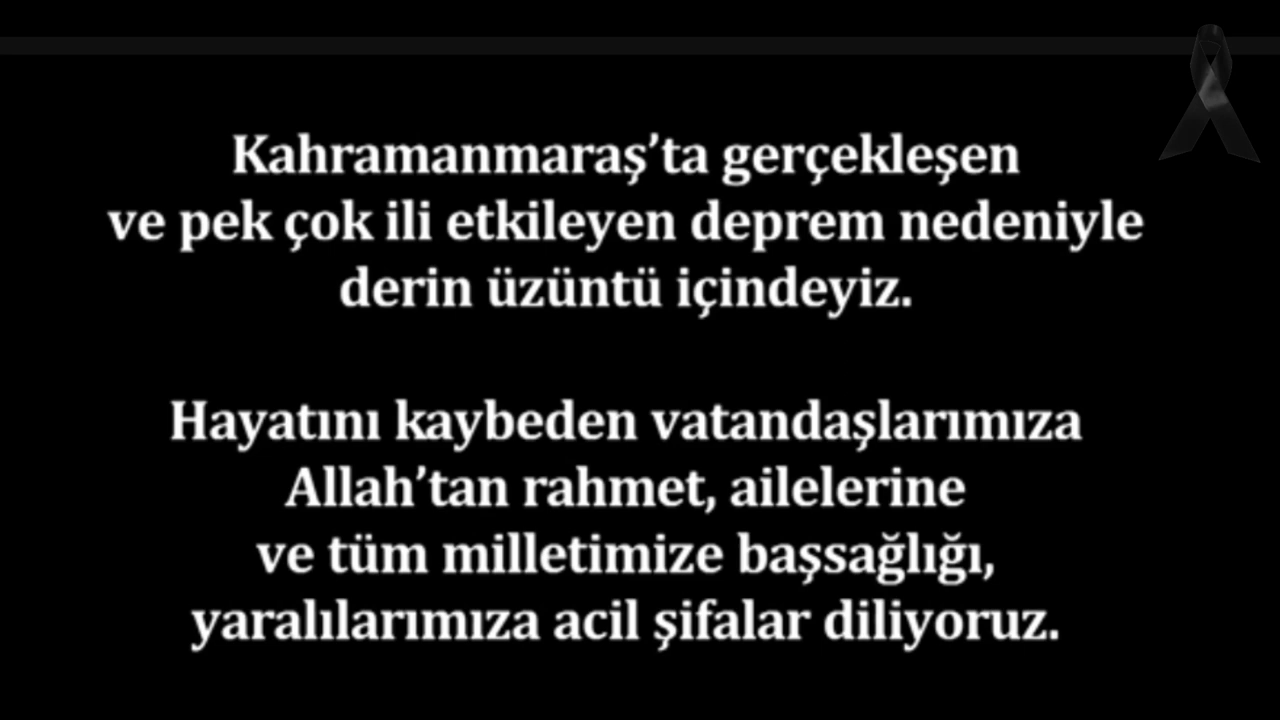 Kahramanmaraş’ta gerçekleşen
ve pek çok ili etkileyen deprem nedeniyle
derin üzüntü içindeyiz.
Hayatını kaybeden vatandaşlarımıza
Allah’tan rahmet, ailelerine
ve tüm milletimize başsağlığı,
yaralılarımıza acil şifalar diliyoruz.